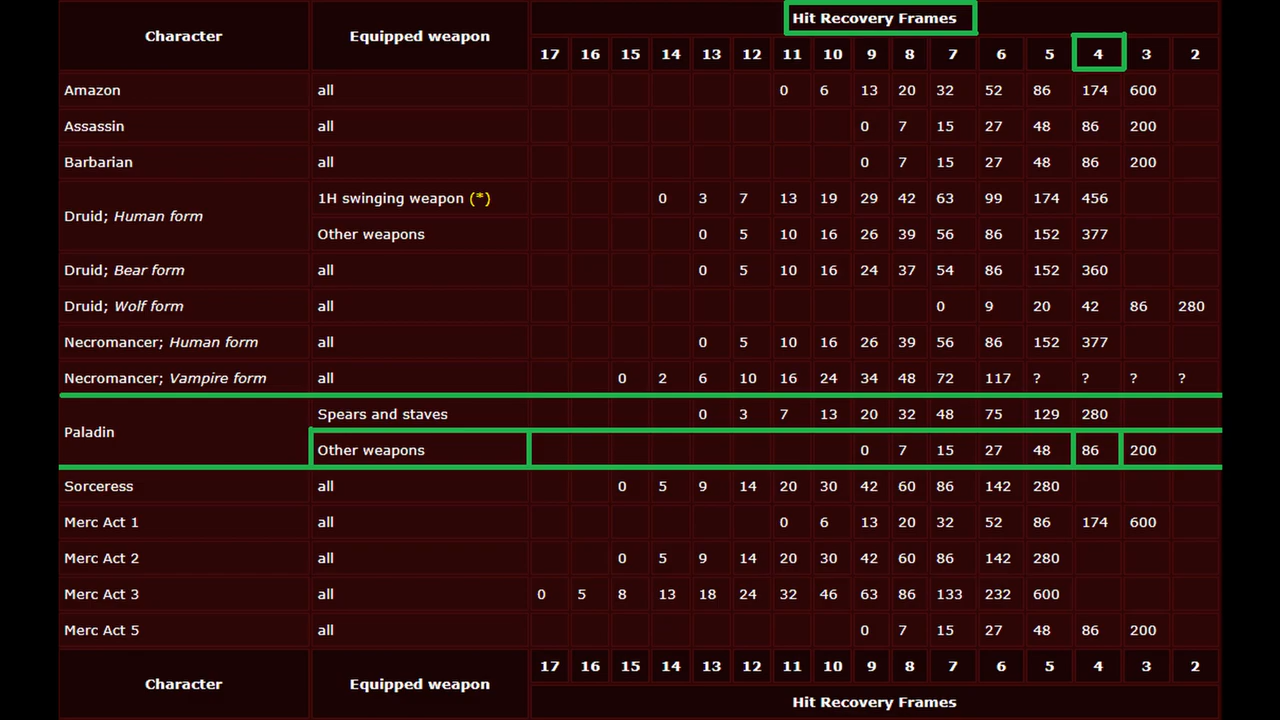 Hit Recovery Frames
Character Equipped weapon
17 16 15 14 13 12 11 10 9 8 7 6 5 4 3 2
Amazon all 0 6 13 20 32 52 86 174 600
Assassin all 0 7 15 27 48 86 200
Barbarian all 0 7 15 27 48 86 200
Druid; Human form 1H swinging weapon (*) 0 3 7 13 19 29 42 63 99 174 456
Other weapons 0 5 10 16 26 39 56 86 152 377
Druid; Bear form all 0 5 10 16 24 37 54 86 152 360
Druid; Wolf form all 0 9 20 42 86 280
Necromancer; Human form all 0 5 10 16 26 39 56 86 152 377
Necromancer; Vampire form all 0 2 6 10 16 24 34 48 72 117 ? ? ? ?
Paladin Spears and staves 0 3 7 13 20 32 48 75 129 280
Other weapons 0 7 15 27 48 86 200
Sorceress all 0 5 9 14 20 30 42 60 86 142 280
Merc Act 1 all 0 6 13 20 32 52 86 174 600
Merc Act 2 all 0 5 9 14 20 30 42 60 86 142 280
Merc Act 3 all 0 5 8 13 18 24 32 46 63 86 133 232 600
Merc Act 5 all 0 7 15 27 48 86 200
17 16 15 14 13 12 11 10 9 8 7 6 5 4 3 2
Character Equipped weapon
Hit Recovery Frames